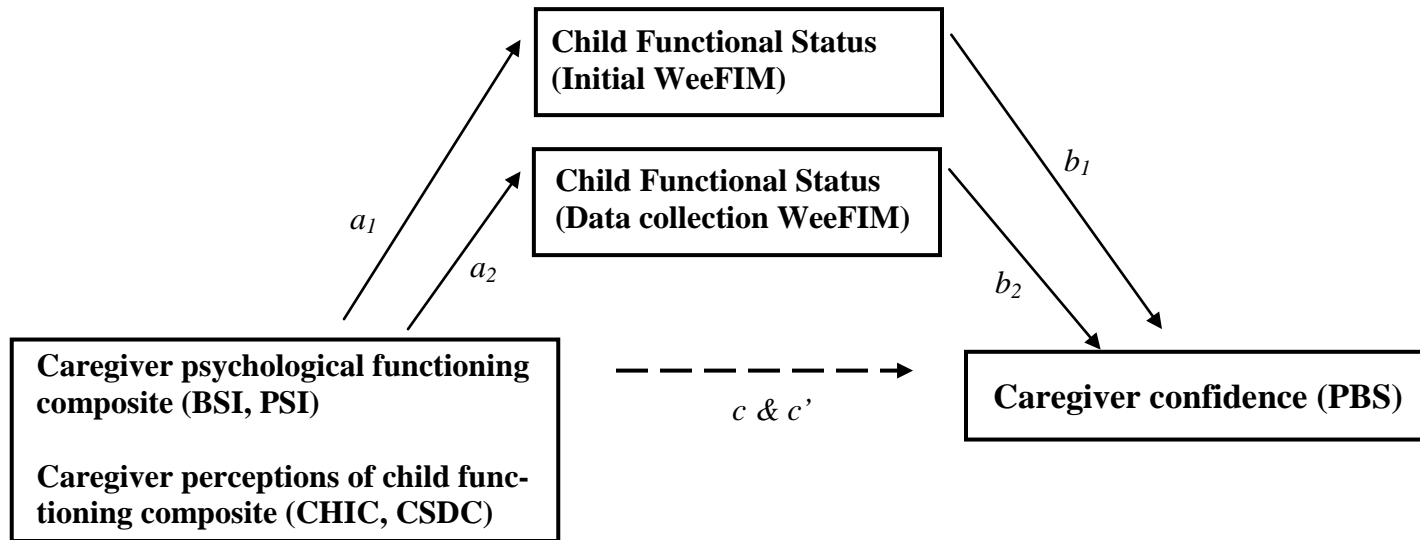 Child Functional Status
(Initial WeeFIM)
b₁
Child Functional Status
(Data collection WeeFIM)
a₁
a₂
b₂
Caregiver psychological functioning
composite (BSI, PSI)
Caregiver perceptions of child func-
tioning composite (CHIC, CSDC)
c & c’
Caregiver confidence (PBS)